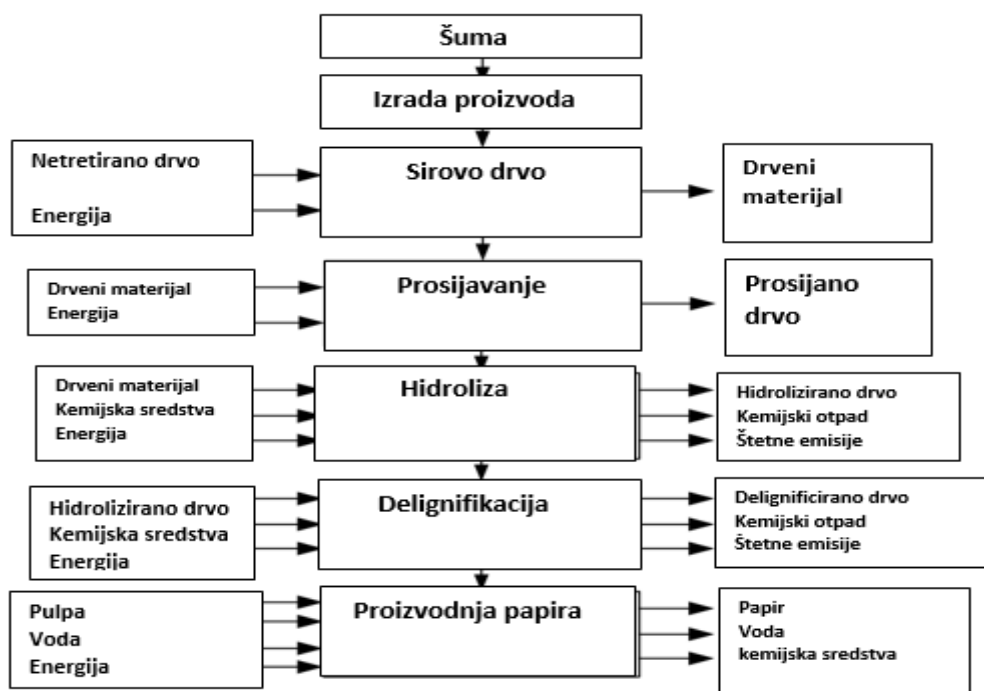 Šuma
Izrada proizvoda
Netretirano drvo
Energija
Sirovo drvo
Drveni
materijal
Drveni materijal
Energija
Prosijavanje
Prosijano
drvo
Drveni materijal
Kemijska sredstva
Energija
Hidroliza
Hidrolizirano drvo
Kemijski otpad
Štetne emisije
Hidrolizirano drvo
Kemijska sredstva
Energija
Delignifikacija
Delignificirano drvo
Kemijski otpad
Štetne emisije
Pulpa
Voda
Energija
Proizvodnja papira
Papir
Voda
kemijska sredstva